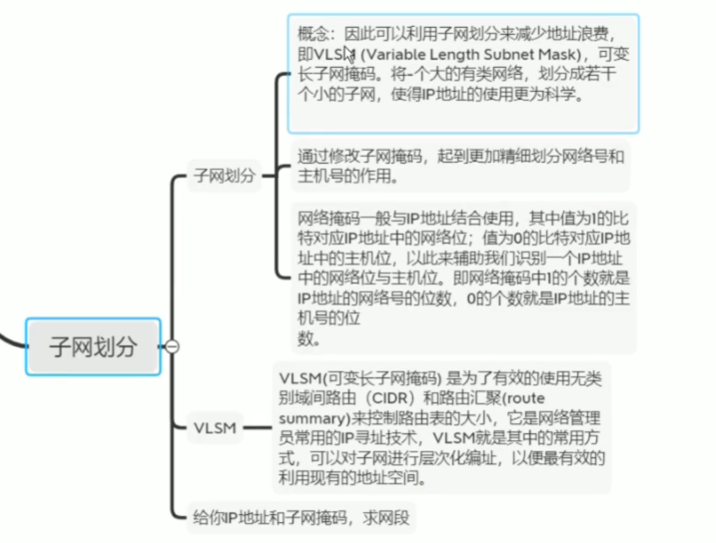 概念：因此可以利用子网划分来减少地址浪费，
即VLSM (Variable Length Subnet Mask)，可变
长子网掩码。将-个大的有类网络，划分成若干
个小的子网，使得IP地址的使用更为科学。
通过修改子网掩码，起到更加精细划分网络号和
主机号的作用。
子网划分
网络掩码一般与IP地址结合使用，其中值为1的比
特对应IP地址中的网络位；值为0的比特对应IP地
址中的主机位，以此来辅助我们识别一个IP地址
中的网络位与主机位。即网络掩码中1的个数就是
IP地址的网络号的位数，0的个数就是IP地址的主
机号的位
数。
子网划分
VLSM(可变长子网掩码) 是为了有效的使用无类
别域间路由（CIDR）和路由汇聚(route
summary)来控制路由表的大小，它是网络管理
员常用的IP寻址技术，VLSM就是其中的常用方
式，可以对子网进行层次化编址，以便最有效的
利用现有的地址空间。
VLSM
给你IP地址和子网掩码，求网段